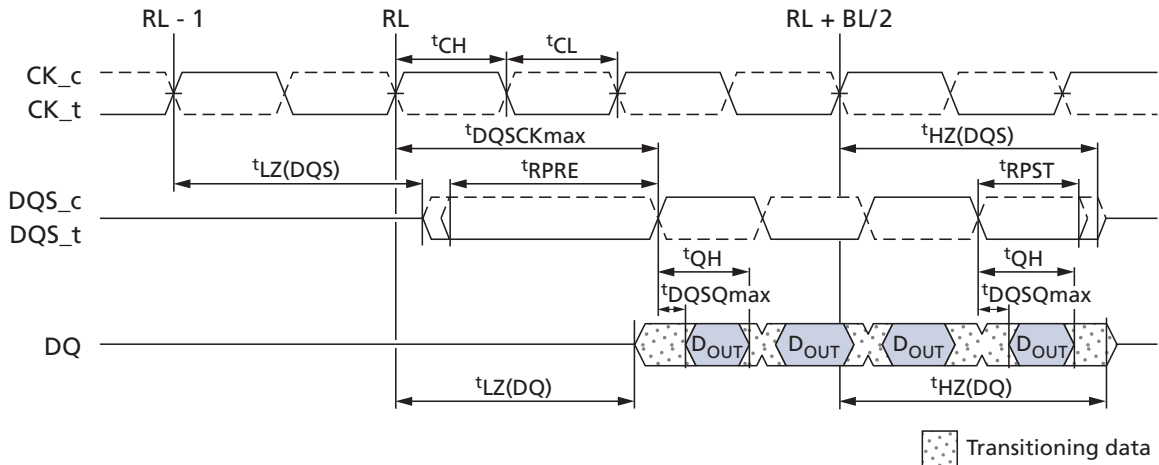 RL - 1
RL
RL + BL/2
tCH
tCL
CK_c
CK_t
tDQSCKmax
tHZ(DQS)
tLZ(DQS)
tRPRE
tRPST
DQS_c
DQS_t
tQH
tQH
tDQSQmax
tDQSQmax
DQ
DOUT
DOUT
DOUT
DOUT
tLZ(DQ)
tHZ(DQ)
Transitioning data